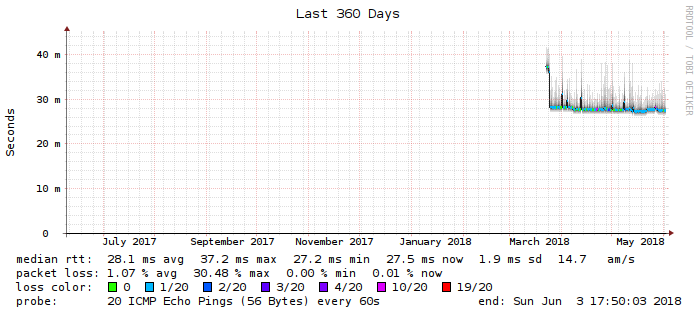 Last 360 Days
RRDTOOL / TOBI OETIKER
Seconds
40 m
30 m
20 m
10 m
0
July 2017 September 2017 November 2017 January 2018 March 2018 May 2018
median rtt: 28.1 ms avg 37.2 ms max 27.2 ms min 27.5 ms now 1.9 ms sd 14.7 am/s
packet loss: 1.07 % avg 30.48 % max 0.00 % min 0.01 % now
loss color: 0 1/20 2/20 3/20 4/20 10/20 19/20
probe: 20 ICMP Echo Pings (56 Bytes) every 60s end: Sun Jun 3 17:50:03 2018